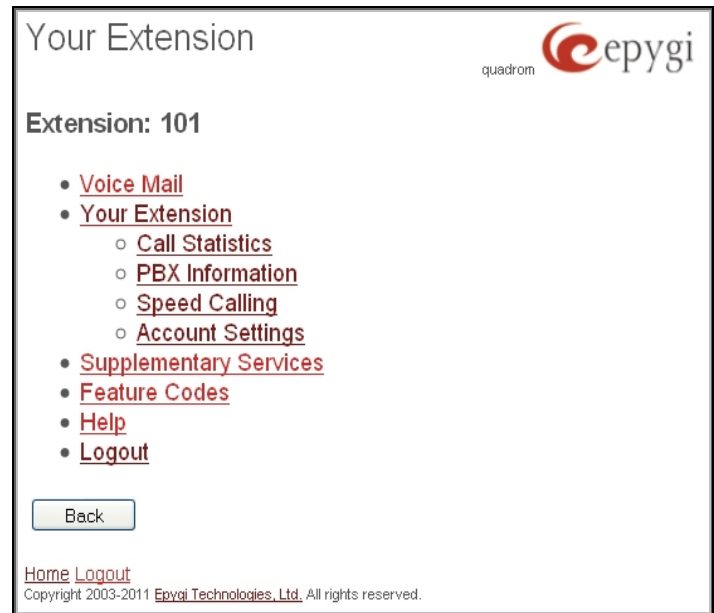 Your Extension
quadrom epygi
Extension: 101
Voice Mail
Your Extension
Call Statistics
PBX Information
Speed Calling
Account Settings
Supplementary Services
Feature Codes
Help
Logout
Back
Home Logout
Copyright 2003-2011 Epygi Technologies, Ltd. All rights reserved.